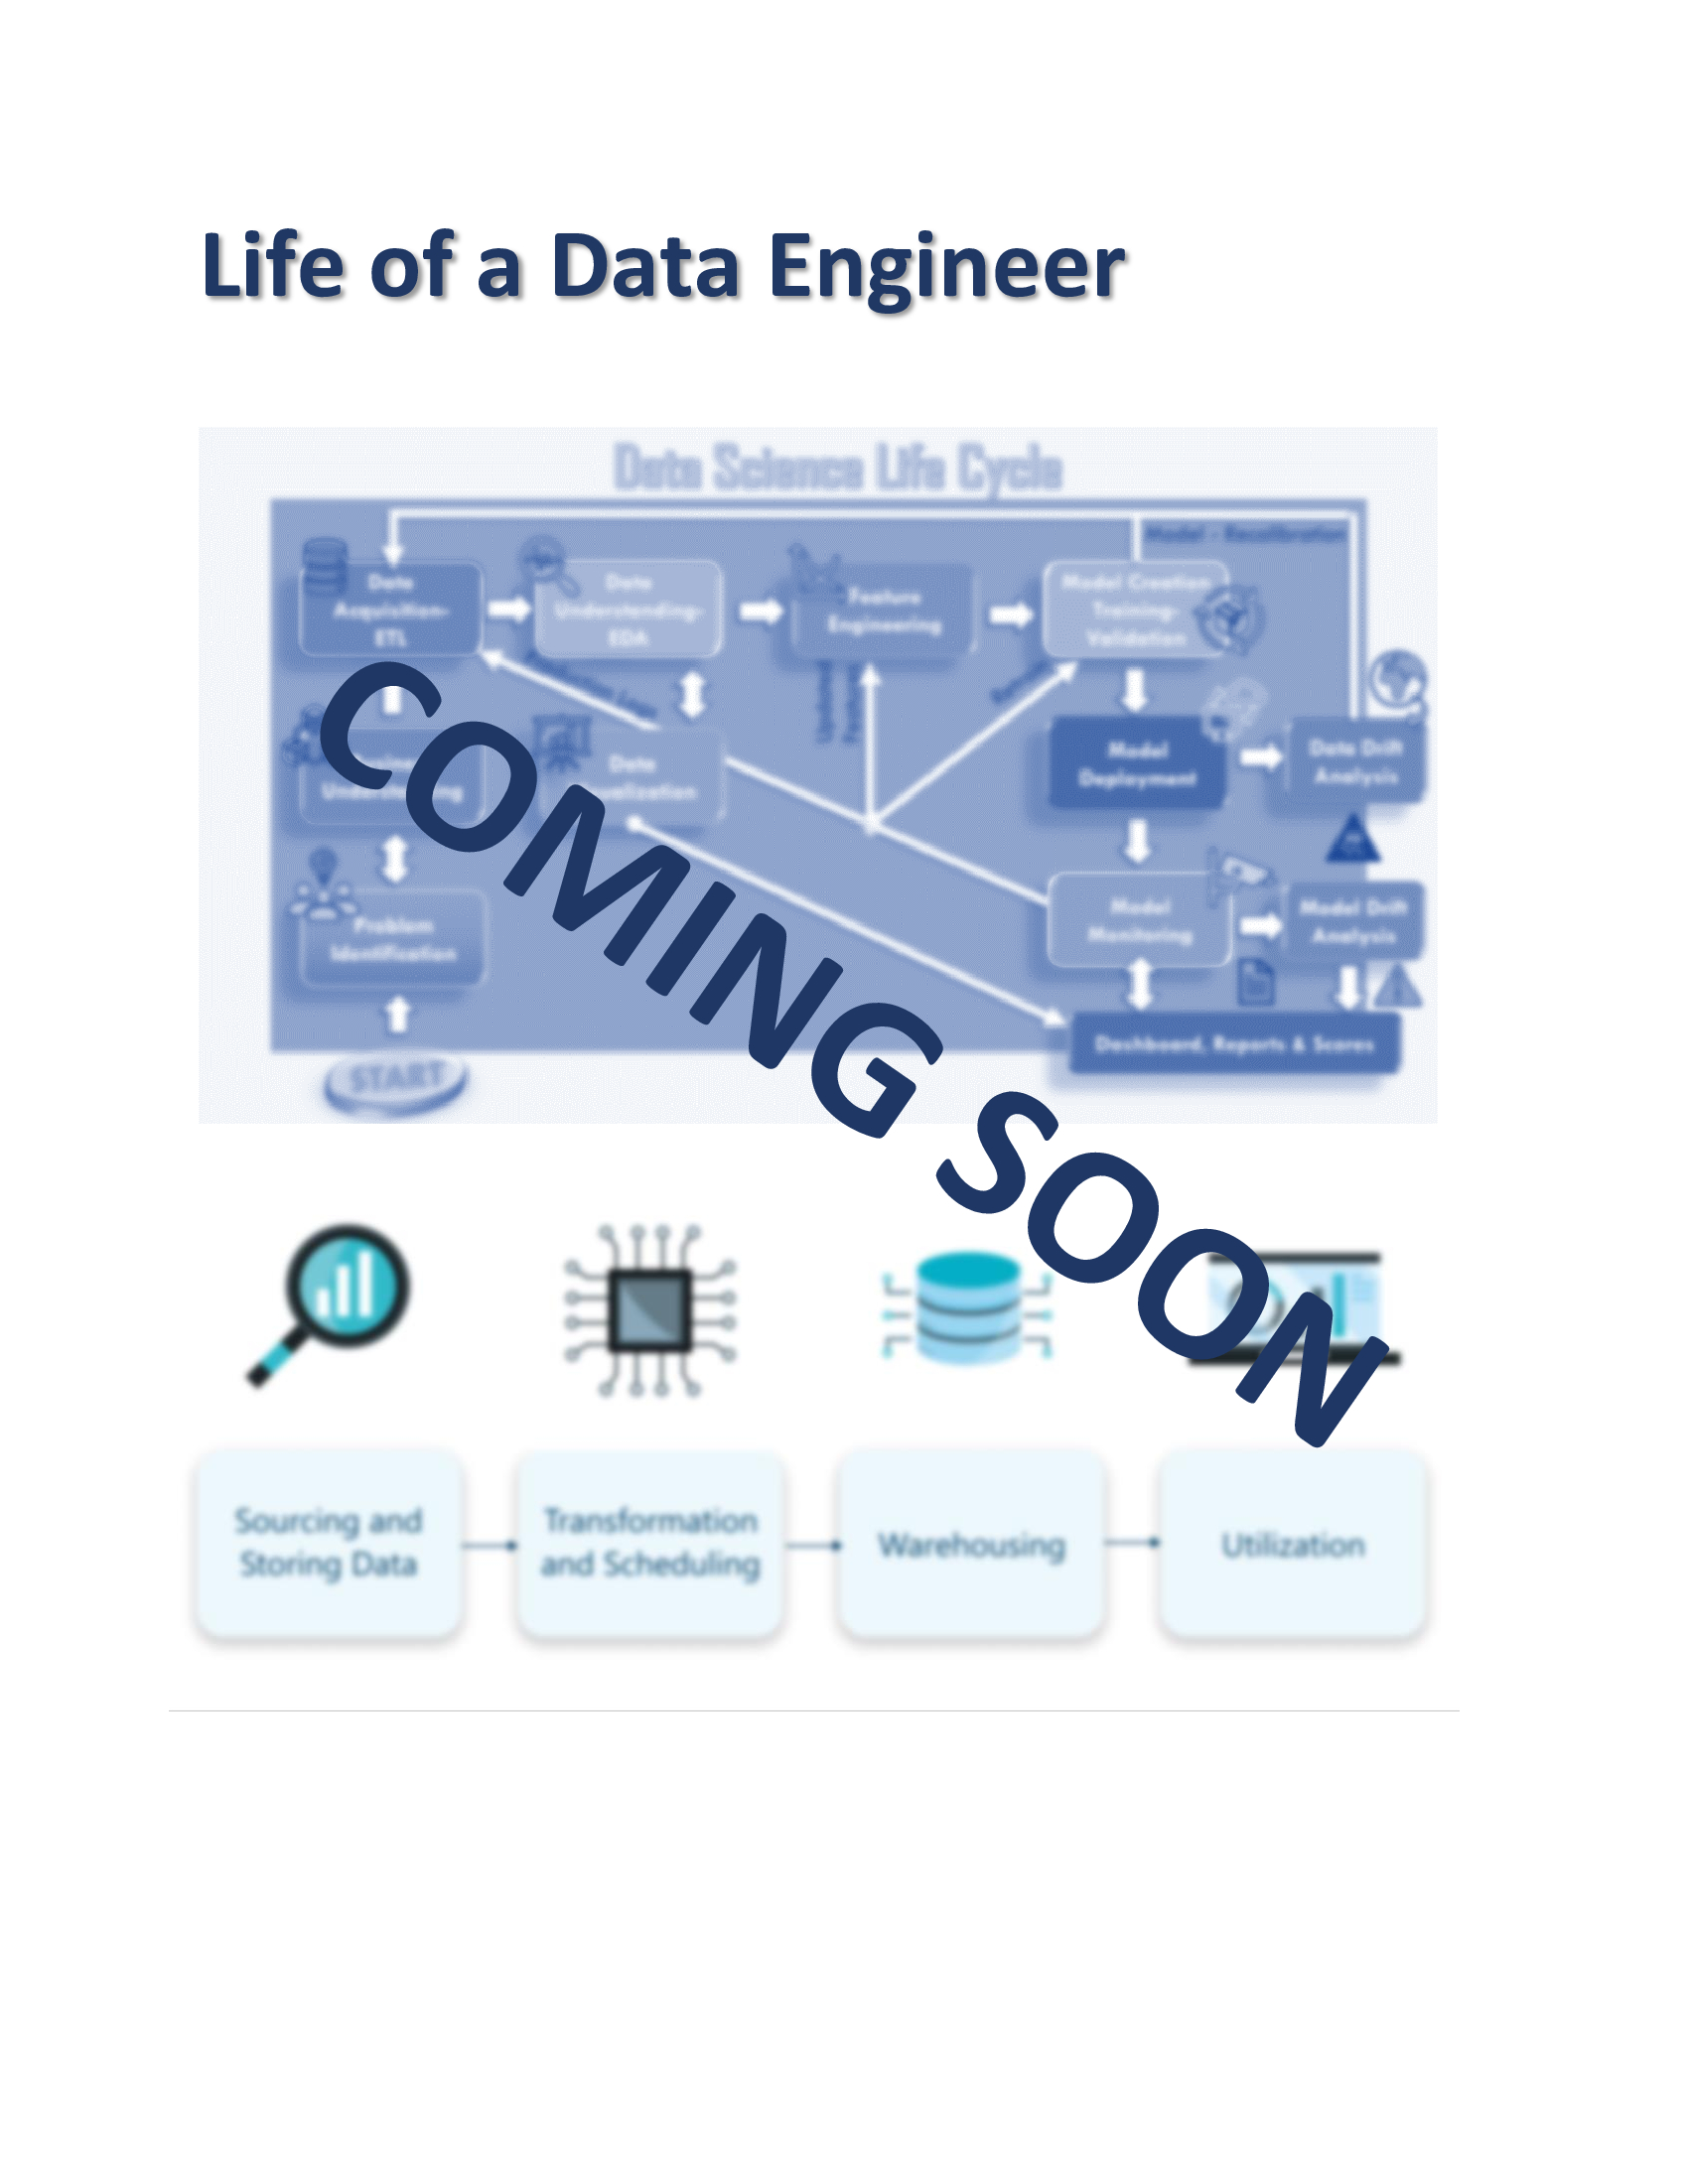 Life of a Data Engineer
Data Science Life Cycle
Model - Recalibration
Data
Acquisition-
ETL
Data
Understanding-
EDA
Feature
Engineering
Model Creation-
Training-
Validation
Updated
Features
Data
Model
Deployment
Data Drift
Analysis
Problem
Identification
Model
Monitoring
Model Drift
Analysis
Dashboard, Reports & Scores
START
COMING SOON
Sourcing and
Storing Data
Transformation
and Scheduling
Warehousing
Utilization